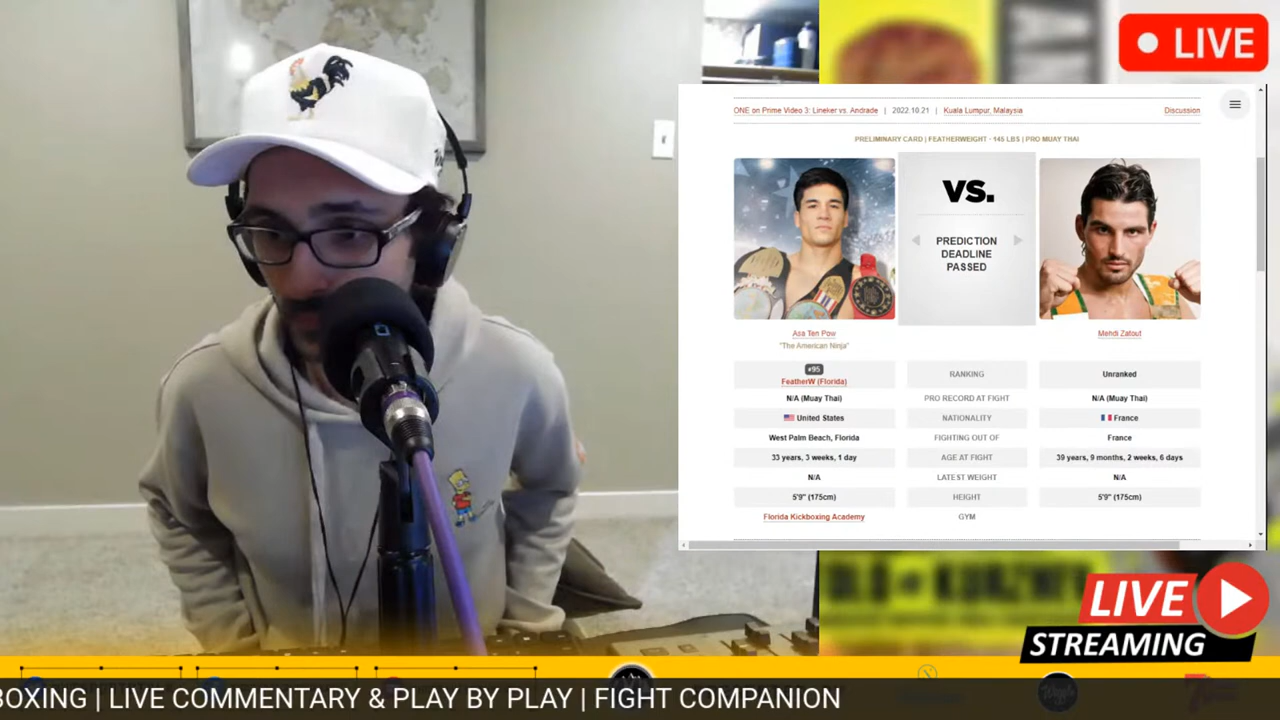 LIVE
ONE on Prime Video 3: Lineker vs. Andrade | 2022.10.21 | Kuala Lumpur, Malaysia Discussion
PRELIMINARY CARD | FEATHERWEIGHT · 145 LBS | PRO MUAY THAI
VS.
PREDICTION
DEADLINE
PASSED
Asa Ten Pow Mehdi Zatout
"The American Ninja"
#95
FeatherW (Florida) RANKING Unranked
N/A (Muay Thai) PRO RECORD AT FIGHT N/A (Muay Thai)
United States NATIONALITY France
West Palm Beach, Florida FIGHTING OUT OF France
33 years, 3 weeks, 1 day AGE AT FIGHT 39 years, 9 months, 2 weeks, 6 days
N/A LATEST WEIGHT N/A
5'9" (175cm) HEIGHT 5'9" (175cm)
Florida Kickboxing Academy GYM
LIVE
STREAMING
BOXING | LIVE COMMENTARY & PLAY BY PLAY | FIGHT COMPANION